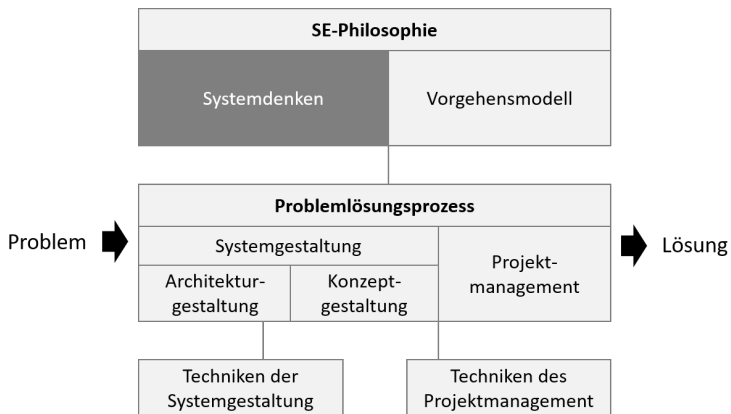 SE-Philosophie
Systemdenken
Vorgehensmodell
Problemlösungsprozess
Problem
Systemgestaltung
Architektur-
gestaltung
Konzept-
gestaltung
Projekt-
management
Lösung
Techniken der
Systemgestaltung
Techniken des
Projektmanagement